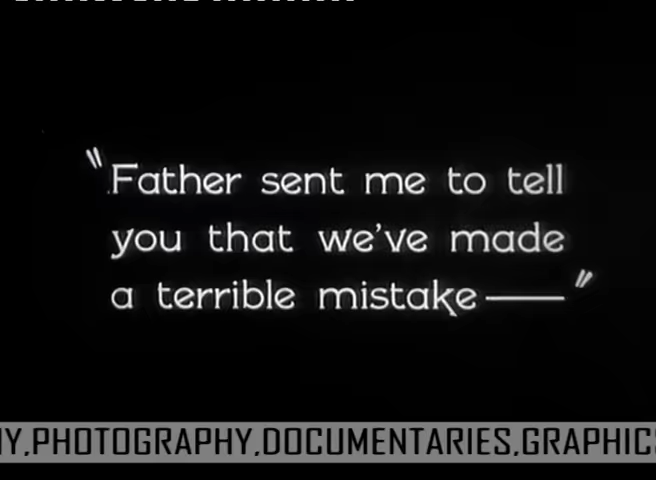 "Father sent me to tell
you that we've made
a terrible mistake——"
Y,PHOTOGRAPHY,DOCUMENTARIES,GRAPHIC